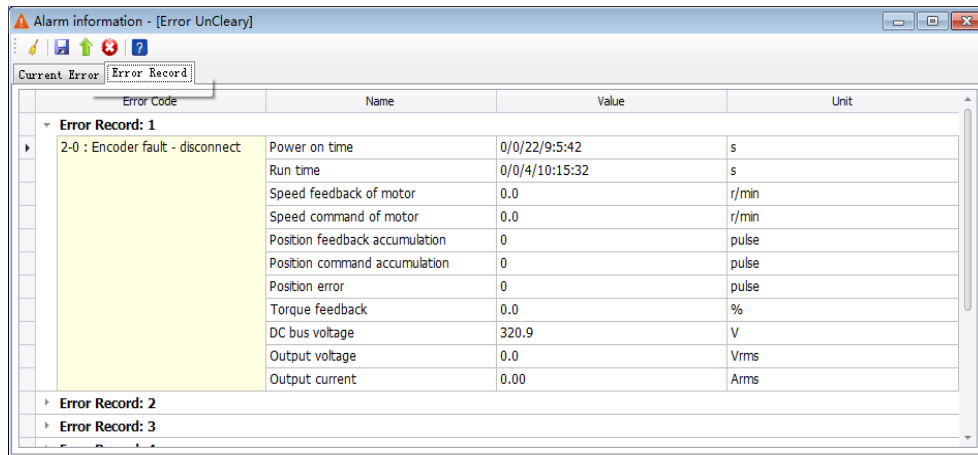 Alarm information - [Error UnCleary]
Current Error Error Record
Error Code Name Value Unit
Error Record: 1
2-0 : Encoder fault - disconnect Power on time 0/0/22/9:5:42 s
Run time 0/0/4/10:15:32 s
Speed feedback of motor 0.0 r/min
Speed command of motor 0.0 r/min
Position feedback accumulation 0 pulse
Position command accumulation 0 pulse
Position error 0 pulse
Torque feedback 0.0 %
DC bus voltage 320.9 V
Output voltage 0.0 Vrms
Output current 0.00 Arms
Error Record: 2
Error Record: 3